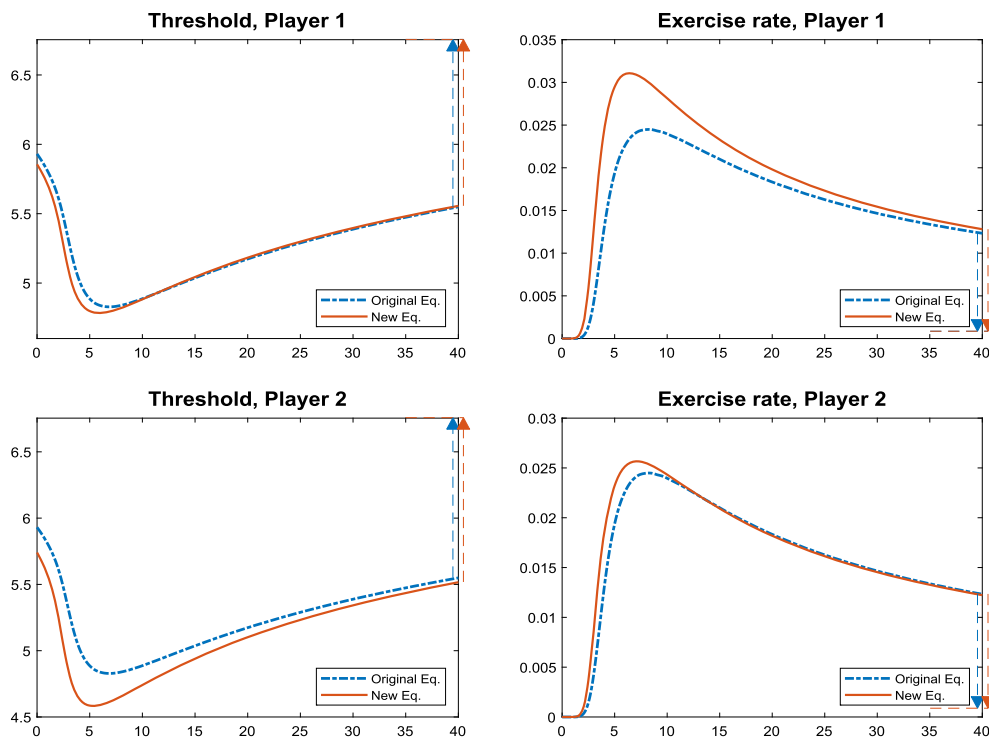 Threshold, Player 1
6.5
6
5.5
5
0 5 10 15 20 25 30 35 40
Original Eq.
New Eq.
Exercise rate, Player 1
0.035
0.03
0.025
0.02
0.015
0.01
0.005
0
0 5 10 15 20 25 30 35 40
Original Eq.
New Eq.
Threshold, Player 2
6.5
6
5.5
5
4.5
0 5 10 15 20 25 30 35 40
Original Eq.
New Eq.
Exercise rate, Player 2
0.03
0.025
0.02
0.015
0.01
0.005
0
0 5 10 15 20 25 30 35 40
Original Eq.
New Eq.